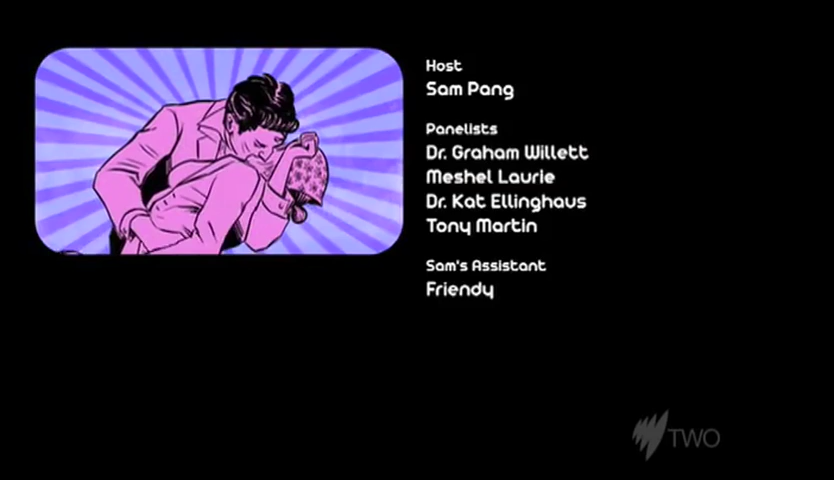 Host
Sam Pang
Panelists
Dr. Graham Willett
Meshel Laurie
Dr. Kat Ellinghaus
Tony Martin
Sam's Assistant
Friendy
TWO